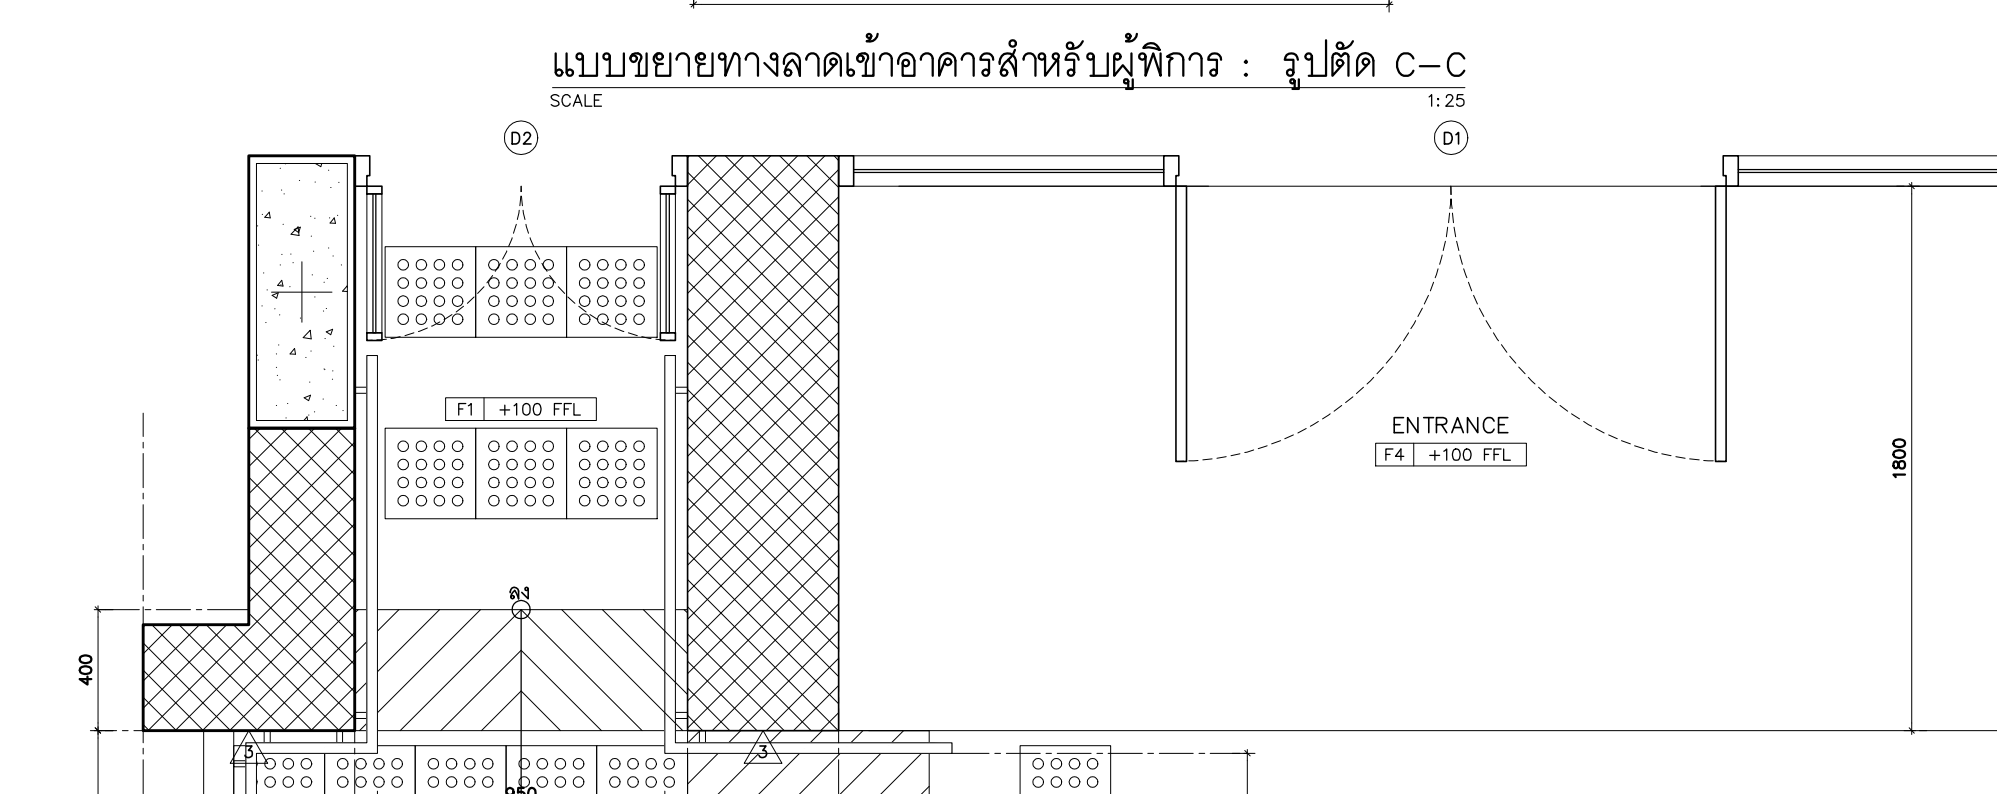 แบบขยายทางลาดเข้าอาคารสำหรับผู้พิการ : รูปตัด C-C
SCALE 1:25
D2 D1
F1 +100 FFL
ENTRANCE
F4 +100 FFL
1800
ลง
400
3 3
950